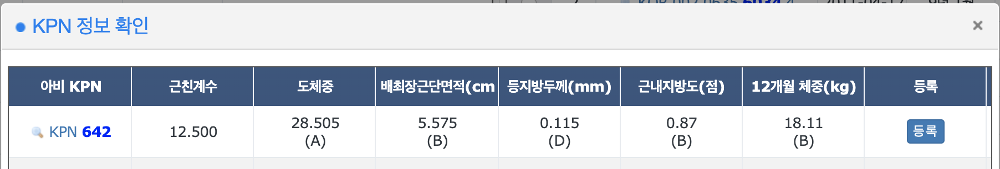 KPN 정보 확인
×
아비 KPN 근친계수 도체중 배최장근단면적(cm 등지방두께(mm) 근내지방도(점) 12개월 체중(kg) 등록
KPN 642 12.500 28.505 5.575 0.115 0.87 18.11 등록
(A) (B) (D) (B) (B)